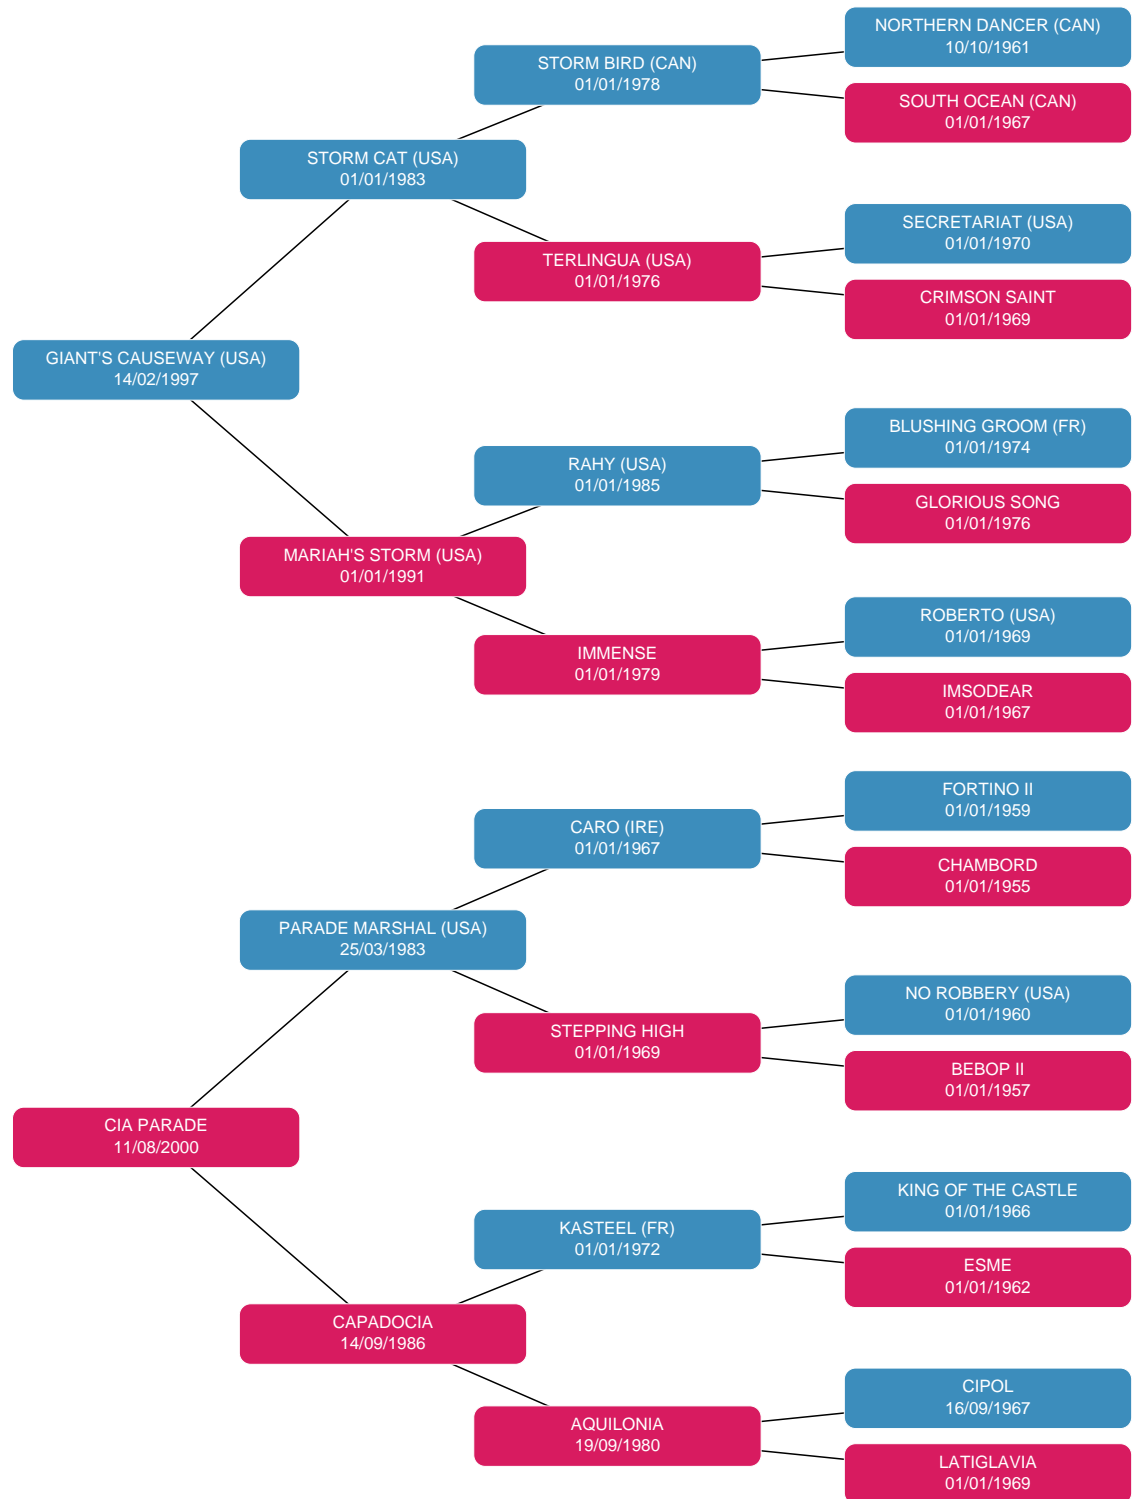 NORTHERN DANCER (CAN)
10/10/1961
STORM BIRD (CAN)
01/01/1978
SOUTH OCEAN (CAN)
01/01/1967
STORM CAT (USA)
01/01/1983
SECRETARIAT (USA)
01/01/1970
TERLINGUA (USA)
01/01/1976
CRIMSON SAINT
01/01/1969
GIANT'S CAUSEWAY (USA)
14/02/1997
BLUSHING GROOM (FR)
01/01/1974
RAHY (USA)
01/01/1985
GLORIOUS SONG
01/01/1976
MARIAH'S STORM (USA)
01/01/1991
ROBERTO (USA)
01/01/1969
IMMENSE
01/01/1979
IMSODEAR
01/01/1967
FORTINO II
01/01/1959
CARO (IRE)
01/01/1967
CHAMBORD
01/01/1955
PARADE MARSHAL (USA)
25/03/1983
NO ROBBERY (USA)
01/01/1960
STEPPING HIGH
01/01/1969
BEBOP II
01/01/1957
CIA PARADE
11/08/2000
KING OF THE CASTLE
01/01/1966
KASTEEL (FR)
01/01/1972
ESME
01/01/1962
CAPADOCIA
14/09/1986
CIPOL
16/09/1967
AQUILONIA
19/09/1980
LATIGLAVIA
01/01/1969